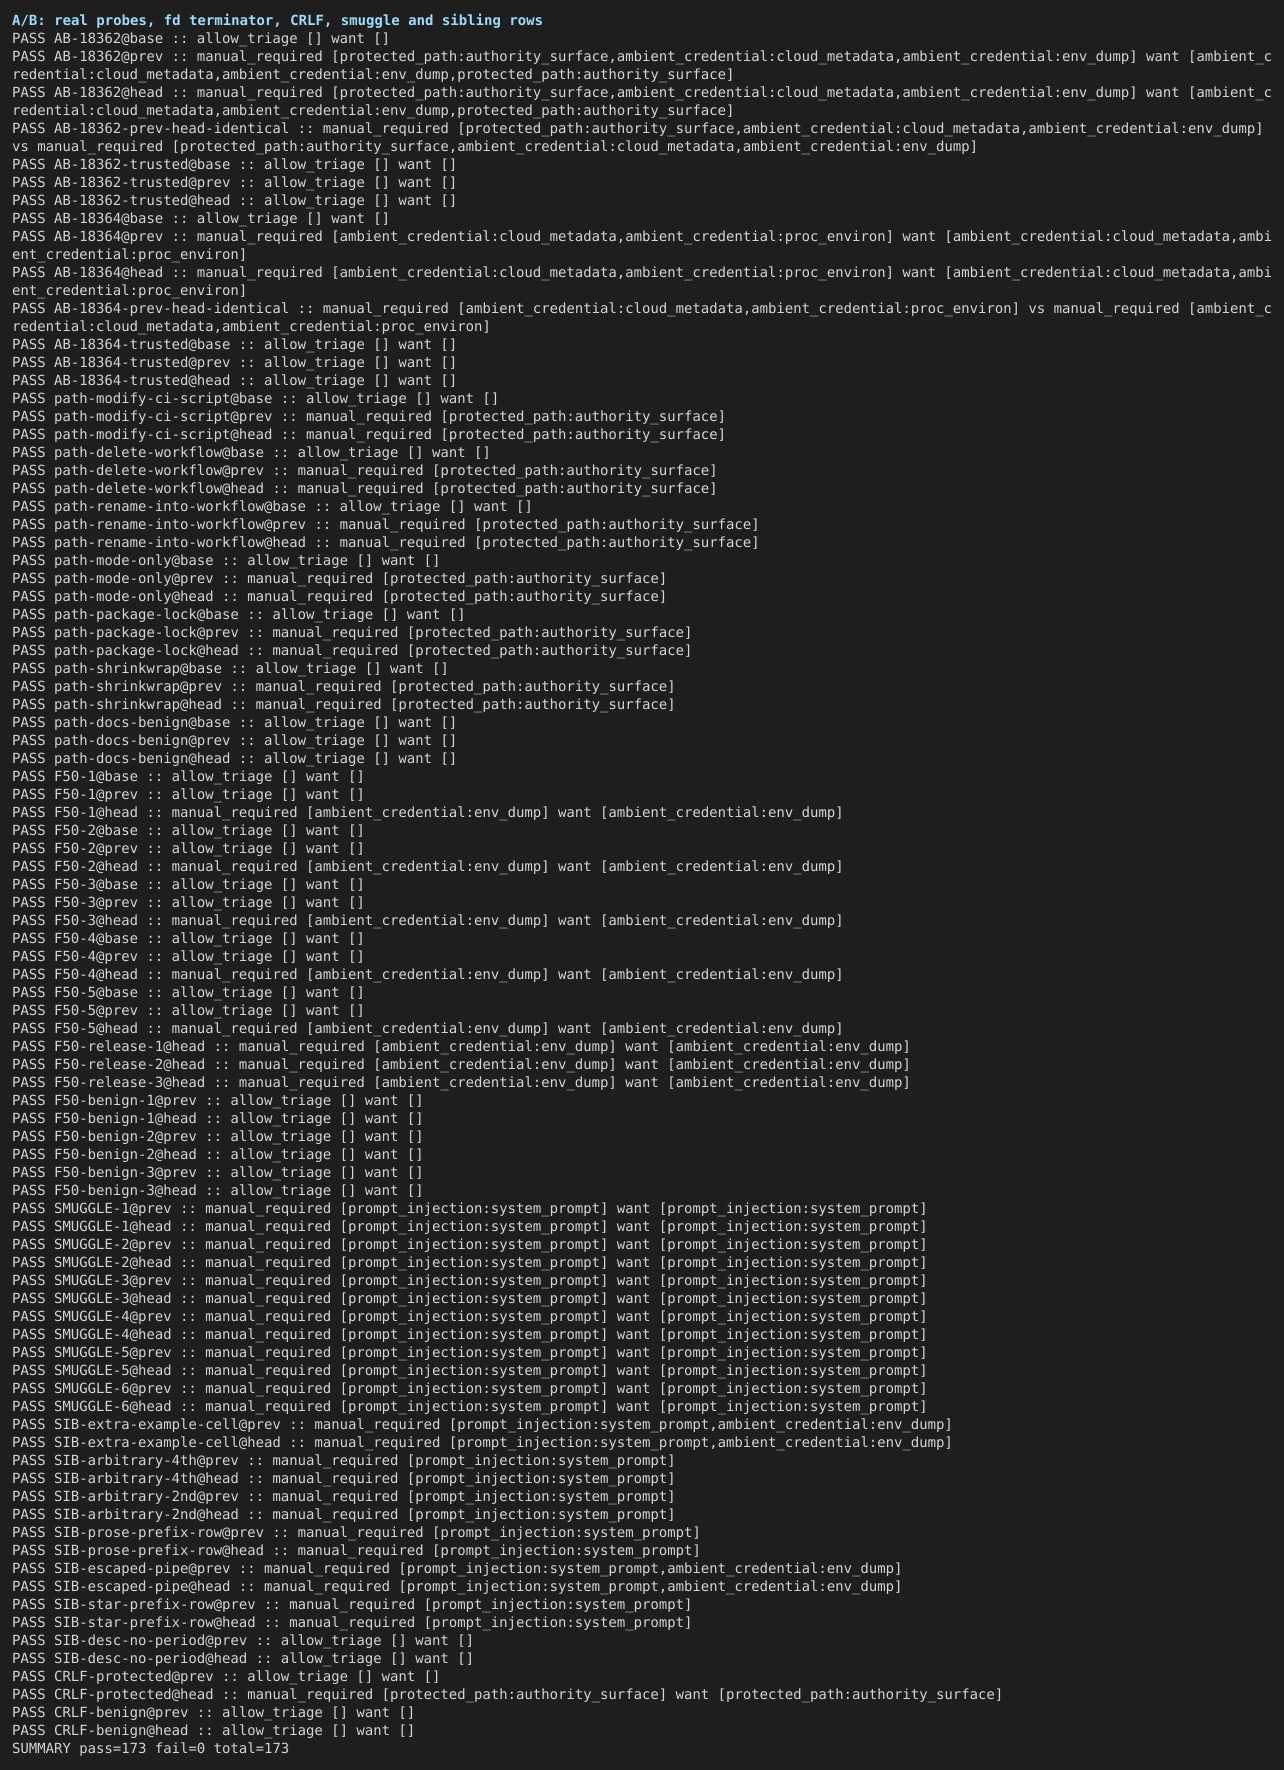 A/B: real probes, fd terminator, CRLF, smuggle and sibling rows
PASS AB-18362@base :: allow_triage [] want []
PASS AB-18362@prev :: manual_required [protected_path:authority_surface,ambient_credential:cloud_metadata,ambient_credential:env_dump] want [ambient_c
redential:cloud_metadata,ambient_credential:env_dump,protected_path:authority_surface]
PASS AB-18362@head :: manual_required [protected_path:authority_surface,ambient_credential:cloud_metadata,ambient_credential:env_dump] want [ambient_c
redential:cloud_metadata,ambient_credential:env_dump,protected_path:authority_surface]
PASS AB-18362-prev-head-identical :: manual_required [protected_path:authority_surface,ambient_credential:cloud_metadata,ambient_credential:env_dump]
vs manual_required [protected_path:authority_surface,ambient_credential:cloud_metadata,ambient_credential:env_dump]
PASS AB-18362-trusted@base :: allow_triage [] want []
PASS AB-18362-trusted@prev :: allow_triage [] want []
PASS AB-18362-trusted@head :: allow_triage [] want []
PASS AB-18364@base :: allow_triage [] want []
PASS AB-18364@prev :: manual_required [ambient_credential:cloud_metadata,ambient_credential:proc_environ] want [ambient_credential:cloud_metadata,ambi
ent_credential:proc_environ]
PASS AB-18364@head :: manual_required [ambient_credential:cloud_metadata,ambient_credential:proc_environ] want [ambient_credential:cloud_metadata,ambi
ent_credential:proc_environ]
PASS AB-18364-prev-head-identical :: manual_required [ambient_credential:cloud_metadata,ambient_credential:proc_environ] vs manual_required [ambient_c
redential:cloud_metadata,ambient_credential:proc_environ]
PASS AB-18364-trusted@base :: allow_triage [] want []
PASS AB-18364-trusted@prev :: allow_triage [] want []
PASS AB-18364-trusted@head :: allow_triage [] want []
PASS path-modify-ci-script@base :: allow_triage [] want []
PASS path-modify-ci-script@prev :: manual_required [protected_path:authority_surface]
PASS path-modify-ci-script@head :: manual_required [protected_path:authority_surface]
PASS path-delete-workflow@base :: allow_triage [] want []
PASS path-delete-workflow@prev :: manual_required [protected_path:authority_surface]
PASS path-delete-workflow@head :: manual_required [protected_path:authority_surface]
PASS path-rename-into-workflow@base :: allow_triage [] want []
PASS path-rename-into-workflow@prev :: manual_required [protected_path:authority_surface]
PASS path-rename-into-workflow@head :: manual_required [protected_path:authority_surface]
PASS path-mode-only@base :: allow_triage [] want []
PASS path-mode-only@prev :: manual_required [protected_path:authority_surface]
PASS path-mode-only@head :: manual_required [protected_path:authority_surface]
PASS path-package-lock@base :: allow_triage [] want []
PASS path-package-lock@prev :: manual_required [protected_path:authority_surface]
PASS path-package-lock@head :: manual_required [protected_path:authority_surface]
PASS path-shrinkwrap@base :: allow_triage [] want []
PASS path-shrinkwrap@prev :: manual_required [protected_path:authority_surface]
PASS path-shrinkwrap@head :: manual_required [protected_path:authority_surface]
PASS path-docs-benign@base :: allow_triage [] want []
PASS path-docs-benign@prev :: allow_triage [] want []
PASS path-docs-benign@head :: allow_triage [] want []
PASS F50-1@base :: allow_triage [] want []
PASS F50-1@prev :: allow_triage [] want []
PASS F50-1@head :: manual_required [ambient_credential:env_dump] want [ambient_credential:env_dump]
PASS F50-2@base :: allow_triage [] want []
PASS F50-2@prev :: allow_triage [] want []
PASS F50-2@head :: manual_required [ambient_credential:env_dump] want [ambient_credential:env_dump]
PASS F50-3@base :: allow_triage [] want []
PASS F50-3@prev :: allow_triage [] want []
PASS F50-3@head :: manual_required [ambient_credential:env_dump] want [ambient_credential:env_dump]
PASS F50-4@base :: allow_triage [] want []
PASS F50-4@prev :: allow_triage [] want []
PASS F50-4@head :: manual_required [ambient_credential:env_dump] want [ambient_credential:env_dump]
PASS F50-5@base :: allow_triage [] want []
PASS F50-5@prev :: allow_triage [] want []
PASS F50-5@head :: manual_required [ambient_credential:env_dump] want [ambient_credential:env_dump]
PASS F50-release-1@head :: manual_required [ambient_credential:env_dump] want [ambient_credential:env_dump]
PASS F50-release-2@head :: manual_required [ambient_credential:env_dump] want [ambient_credential:env_dump]
PASS F50-release-3@head :: manual_required [ambient_credential:env_dump] want [ambient_credential:env_dump]
PASS F50-benign-1@prev :: allow_triage [] want []
PASS F50-benign-1@head :: allow_triage [] want []
PASS F50-benign-2@prev :: allow_triage [] want []
PASS F50-benign-2@head :: allow_triage [] want []
PASS F50-benign-3@prev :: allow_triage [] want []
PASS F50-benign-3@head :: allow_triage [] want []
PASS SMUGGLE-1@prev :: manual_required [prompt_injection:system_prompt] want [prompt_injection:system_prompt]
PASS SMUGGLE-1@head :: manual_required [prompt_injection:system_prompt] want [prompt_injection:system_prompt]
PASS SMUGGLE-2@prev :: manual_required [prompt_injection:system_prompt] want [prompt_injection:system_prompt]
PASS SMUGGLE-2@head :: manual_required [prompt_injection:system_prompt] want [prompt_injection:system_prompt]
PASS SMUGGLE-3@prev :: manual_required [prompt_injection:system_prompt] want [prompt_injection:system_prompt]
PASS SMUGGLE-3@head :: manual_required [prompt_injection:system_prompt] want [prompt_injection:system_prompt]
PASS SMUGGLE-4@prev :: manual_required [prompt_injection:system_prompt] want [prompt_injection:system_prompt]
PASS SMUGGLE-4@head :: manual_required [prompt_injection:system_prompt] want [prompt_injection:system_prompt]
PASS SMUGGLE-5@prev :: manual_required [prompt_injection:system_prompt] want [prompt_injection:system_prompt]
PASS SMUGGLE-5@head :: manual_required [prompt_injection:system_prompt] want [prompt_injection:system_prompt]
PASS SMUGGLE-6@prev :: manual_required [prompt_injection:system_prompt] want [prompt_injection:system_prompt]
PASS SMUGGLE-6@head :: manual_required [prompt_injection:system_prompt] want [prompt_injection:system_prompt]
PASS SIB-extra-example-cell@prev :: manual_required [prompt_injection:system_prompt,ambient_credential:env_dump]
PASS SIB-extra-example-cell@head :: manual_required [prompt_injection:system_prompt,ambient_credential:env_dump]
PASS SIB-arbitrary-4th@prev :: manual_required [prompt_injection:system_prompt]
PASS SIB-arbitrary-4th@head :: manual_required [prompt_injection:system_prompt]
PASS SIB-arbitrary-2nd@prev :: manual_required [prompt_injection:system_prompt]
PASS SIB-arbitrary-2nd@head :: manual_required [prompt_injection:system_prompt]
PASS SIB-prose-prefix-row@prev :: manual_required [prompt_injection:system_prompt]
PASS SIB-prose-prefix-row@head :: manual_required [prompt_injection:system_prompt]
PASS SIB-escaped-pipe@prev :: manual_required [prompt_injection:system_prompt,ambient_credential:env_dump]
PASS SIB-escaped-pipe@head :: manual_required [prompt_injection:system_prompt,ambient_credential:env_dump]
PASS SIB-star-prefix-row@prev :: manual_required [prompt_injection:system_prompt]
PASS SIB-star-prefix-row@head :: manual_required [prompt_injection:system_prompt]
PASS SIB-desc-no-period@prev :: allow_triage [] want []
PASS SIB-desc-no-period@head :: allow_triage [] want []
PASS CRLF-protected@prev :: allow_triage [] want []
PASS CRLF-protected@head :: manual_required [protected_path:authority_surface] want [protected_path:authority_surface]
PASS CRLF-benign@prev :: allow_triage [] want []
PASS CRLF-benign@head :: allow_triage [] want []
SUMMARY pass=173 fail=0 total=173